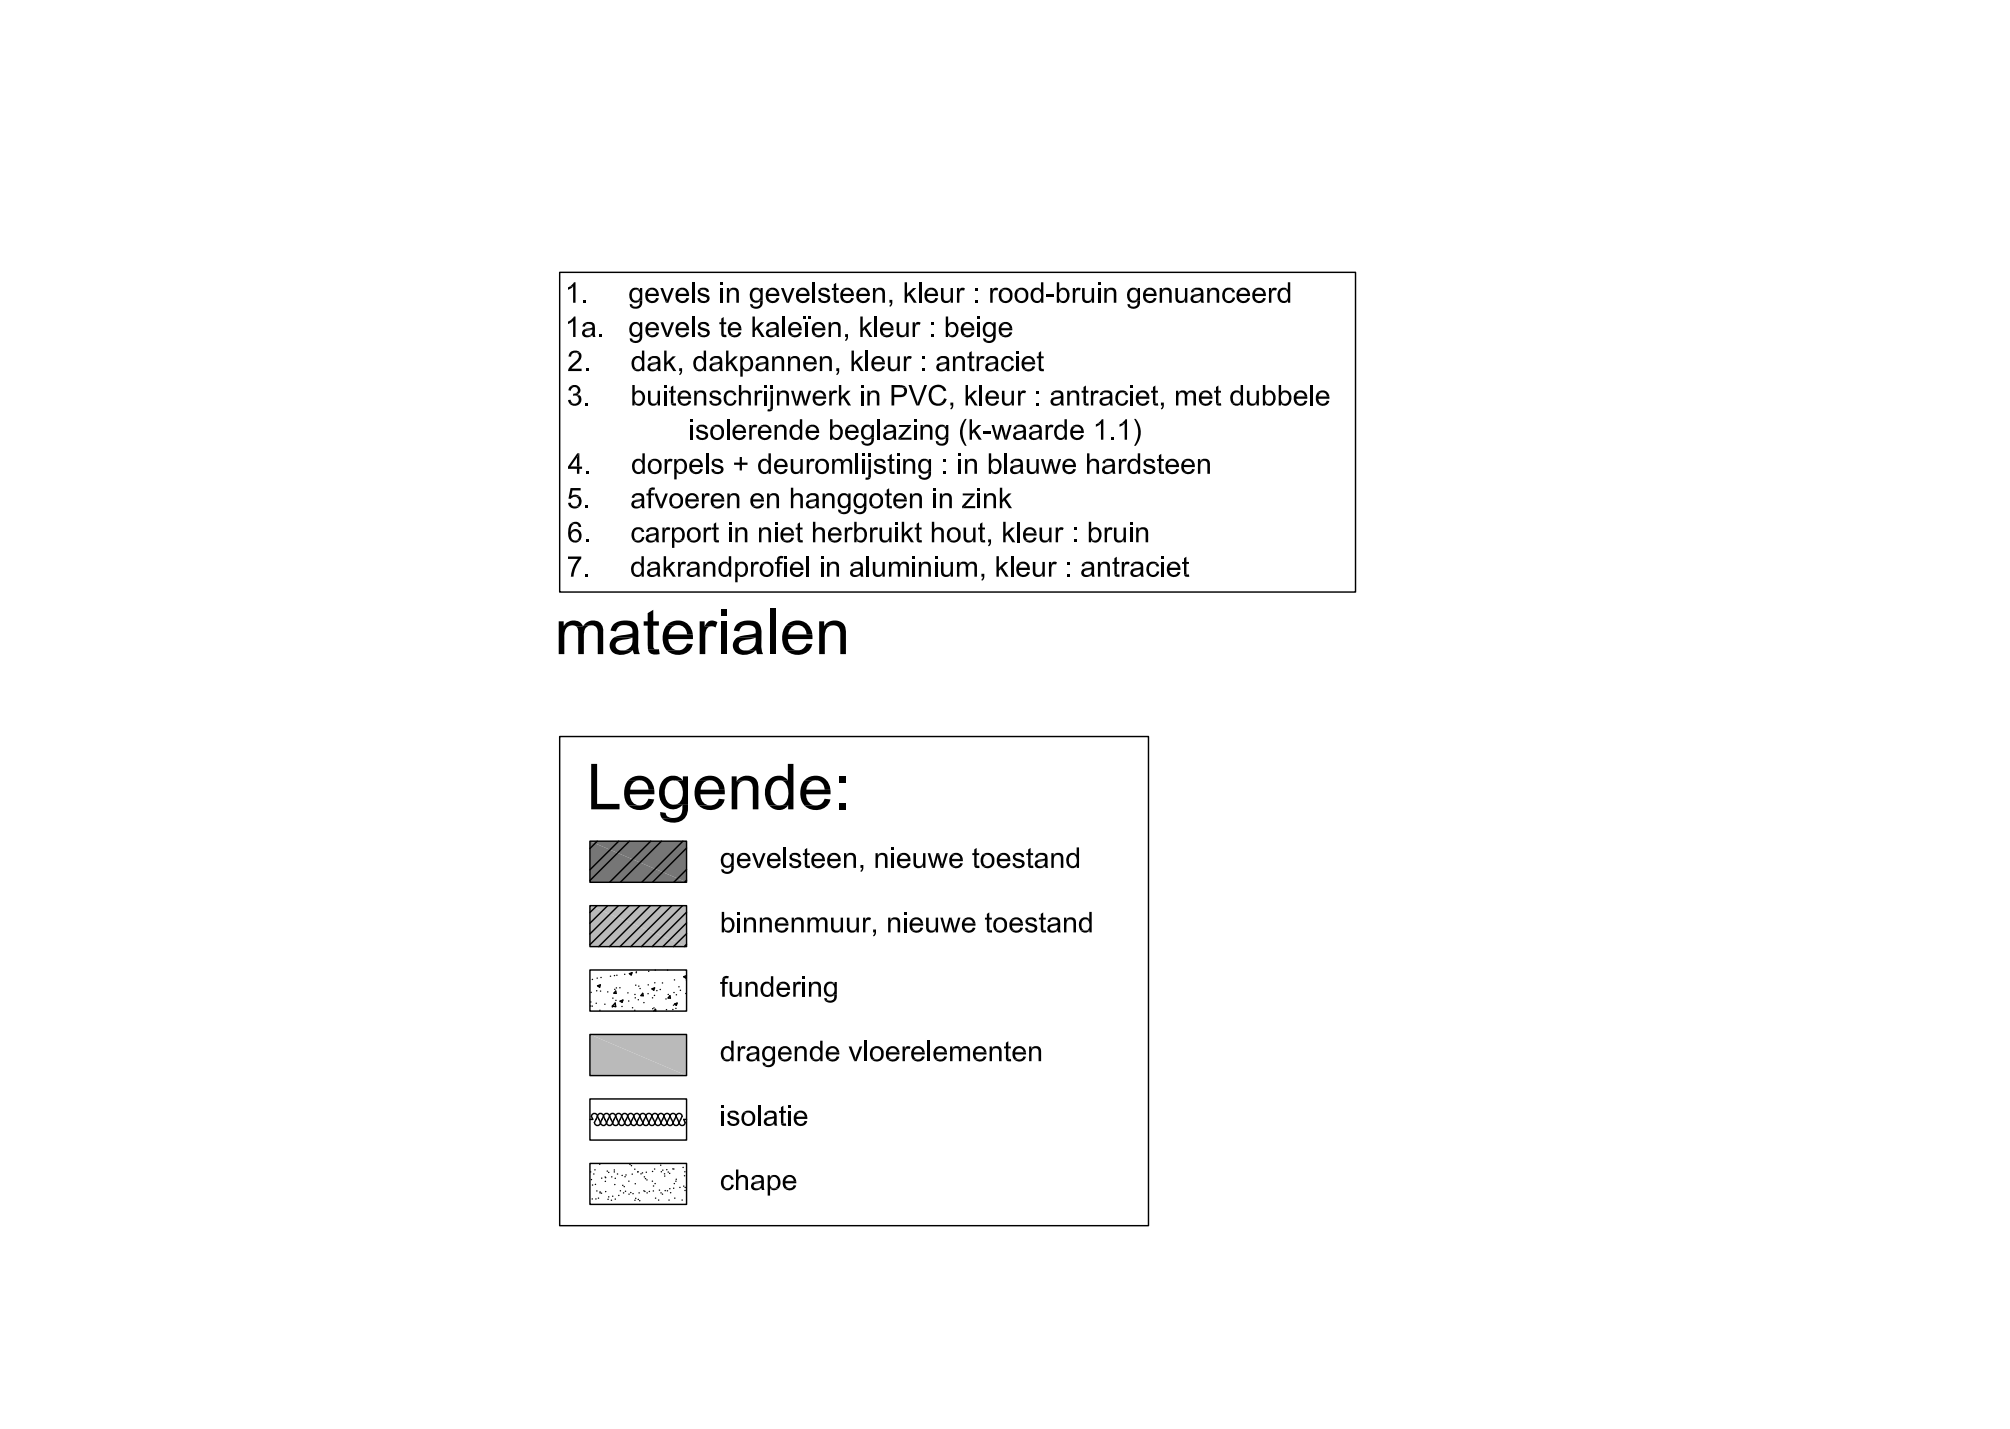 1. gevels in gevelsteen, kleur : rood-bruin genuanceerd
1a. gevels te kaleïen, kleur : beige
2. dak, dakpannen, kleur : antraciet
3. buitenschrijnwerk in PVC, kleur : antraciet, met dubbele
isolerende beglazing (k-waarde 1.1)
4. dorpels + deuromlijsting : in blauwe hardsteen
5. afvoeren en hanggoten in zink
6. carport in niet herbruikt hout, kleur : bruin
7. dakrandprofiel in aluminium, kleur : antraciet
materialen
Legende:
gevelsteen, nieuwe toestand
binnenmuur, nieuwe toestand
fundering
dragende vloerelementen
isolatie
chape